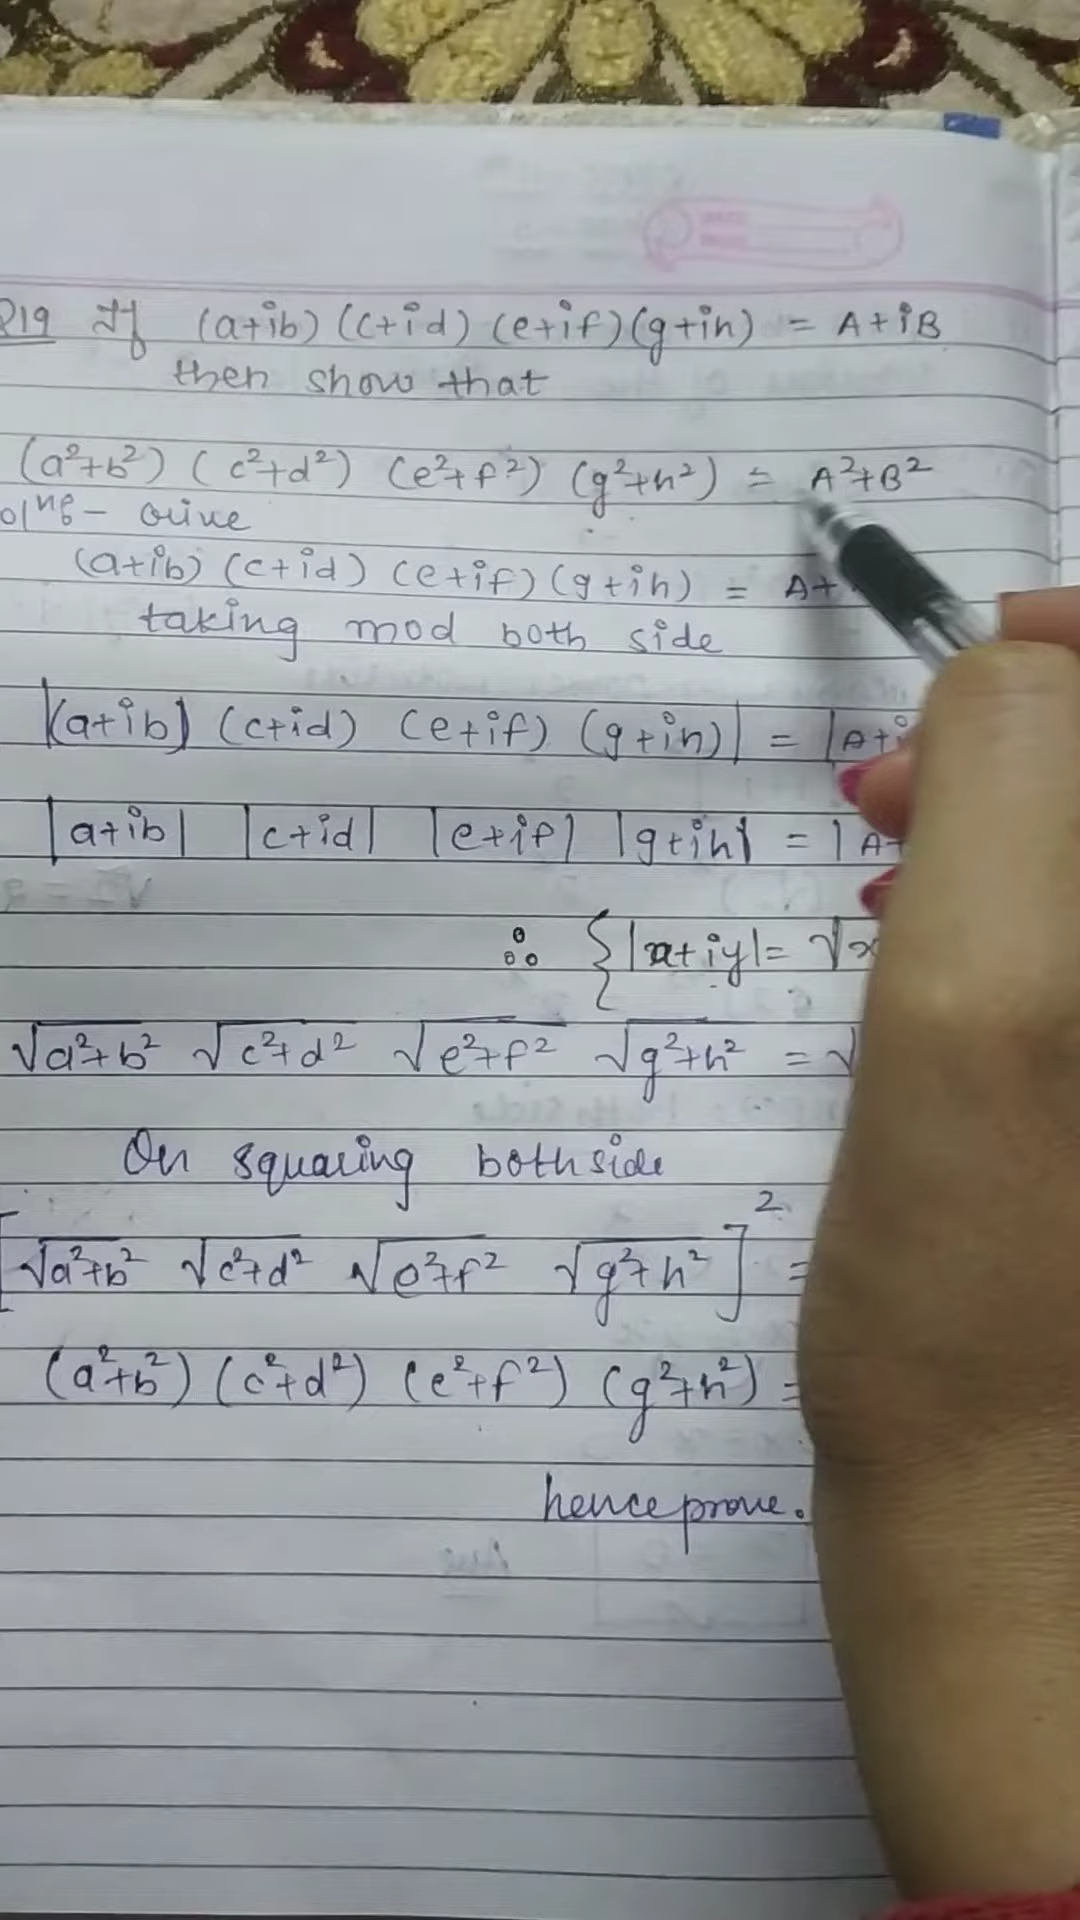 Q19 If (a+ib) (c+id) (e+if) (g+ih) = A+iB
then show that
(a²+b²) (c²+d²) (e²+f²) (g²+h²) = A²+B²
(a+ib) (c+id) (e+if) (g+ih) = A+
taking mod both side
|(a+ib) (c+id) (e+if) (g+ih)| = |A+i
|a+ib| |c+id| |e+if| |g+ih| = |A+
∴ { |x+iy| = √x
√a²+b² √c²+d² √e²+f² √g²+h² = √
On squaring both side
[√a²+b² √c²+d² √e²+f² √g²+h²]² =
(a²+b²) (c²+d²) (e²+f²) (g²+h²) =
hence prove.